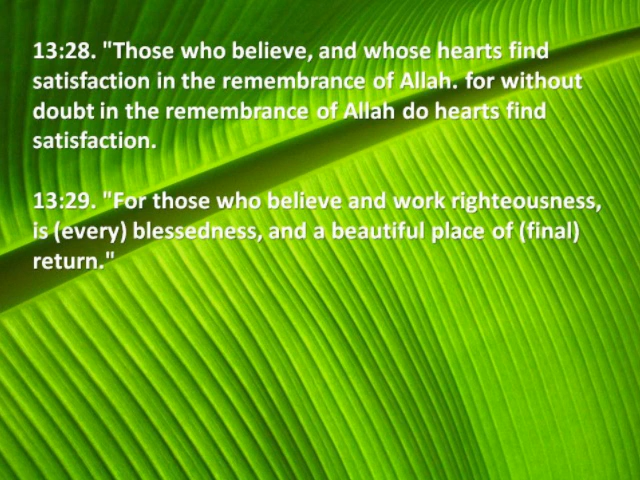 13:28. "Those who believe, and whose hearts find
satisfaction in the remembrance of Allah. for without
doubt in the remembrance of Allah do hearts find
satisfaction.
13:29. "For those who believe and work righteousness,
is (every) blessedness, and a beautiful place of (final)
return."